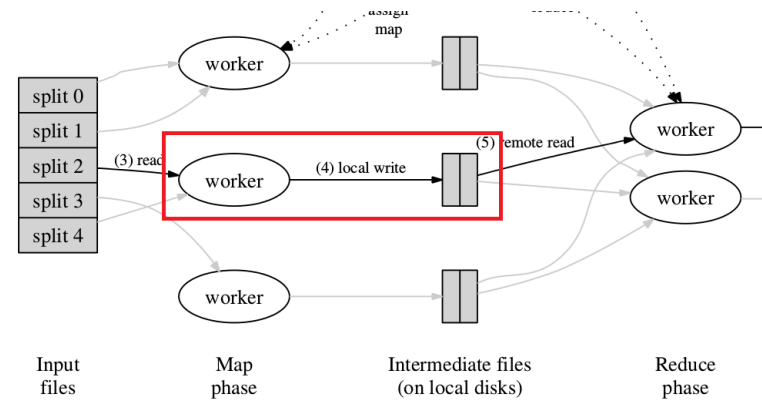 assign
map
reduce
worker
split 0
split 1
split 2
split 3
split 4
(3) read
worker
(4) local write
(5) remote read
worker
worker
worker
Input
files
Map
phase
Intermediate files
(on local disks)
Reduce
phase